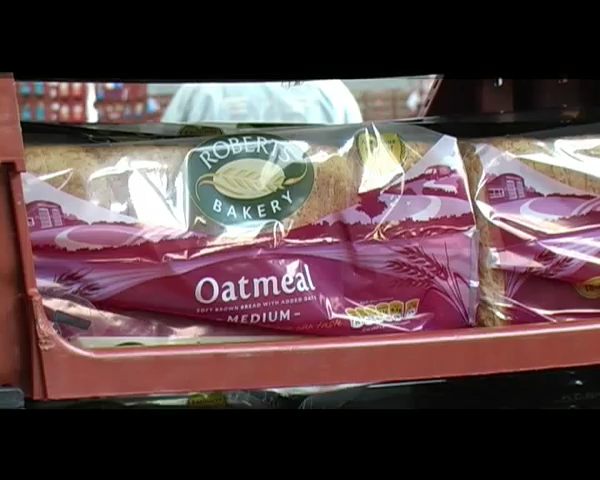 ROBERTS
BAKERY
Oatmeal
SOFT BROWN BREAD WITH ADDED OATS
MEDIUM